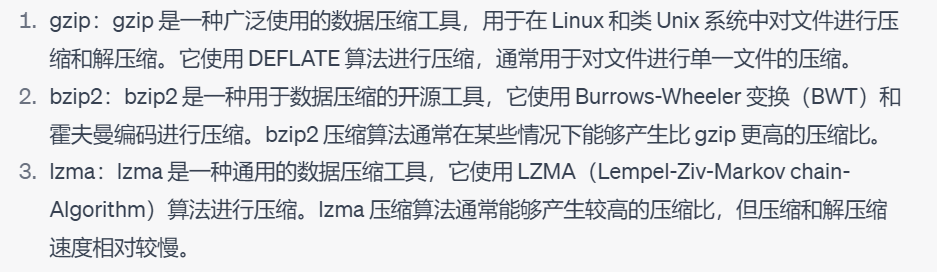 1. gzip：gzip 是一种广泛使用的数据压缩工具，用于在 Linux 和类 Unix 系统中对文件进行压
缩和解压缩。它使用 DEFLATE 算法进行压缩，通常用于对文件进行单一文件的压缩。
2. bzip2：bzip2 是一种用于数据压缩的开源工具，它使用 Burrows-Wheeler 变换（BWT）和
霍夫曼编码进行压缩。bzip2 压缩算法通常在某些情况下能够产生比 gzip 更高的压缩比。
3. lzma：lzma 是一种通用的数据压缩工具，它使用 LZMA（Lempel-Ziv-Markov chain-
Algorithm）算法进行压缩。lzma 压缩算法通常能够产生较高的压缩比，但压缩和解压缩
速度相对较慢。